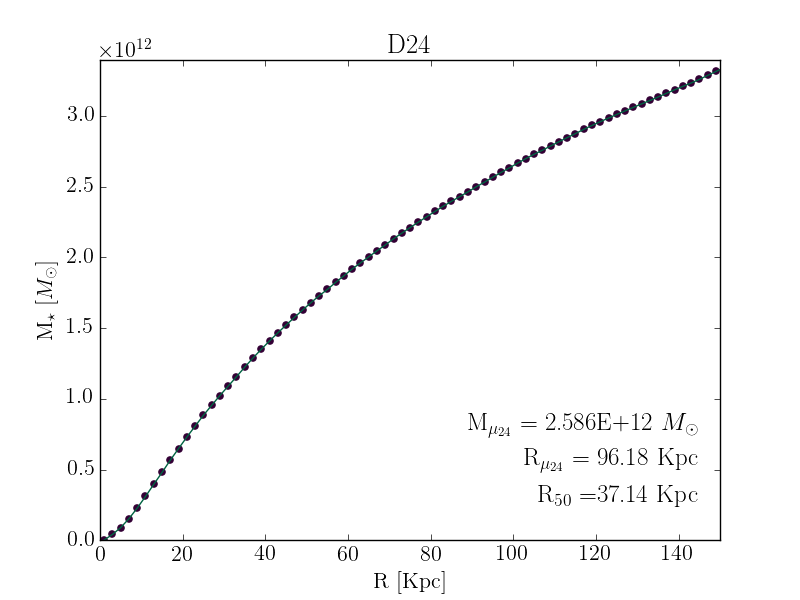 D24
×10¹²
3.0
2.5
2.0
1.5
1.0
0.5
0.0
M⋆ [M⊙]
M_μ₂₄ = 2.586E+12 M⊙
R_μ₂₄ = 96.18 Kpc
R₅₀ =37.14 Kpc
0 20 40 60 80 100 120 140
R [Kpc]